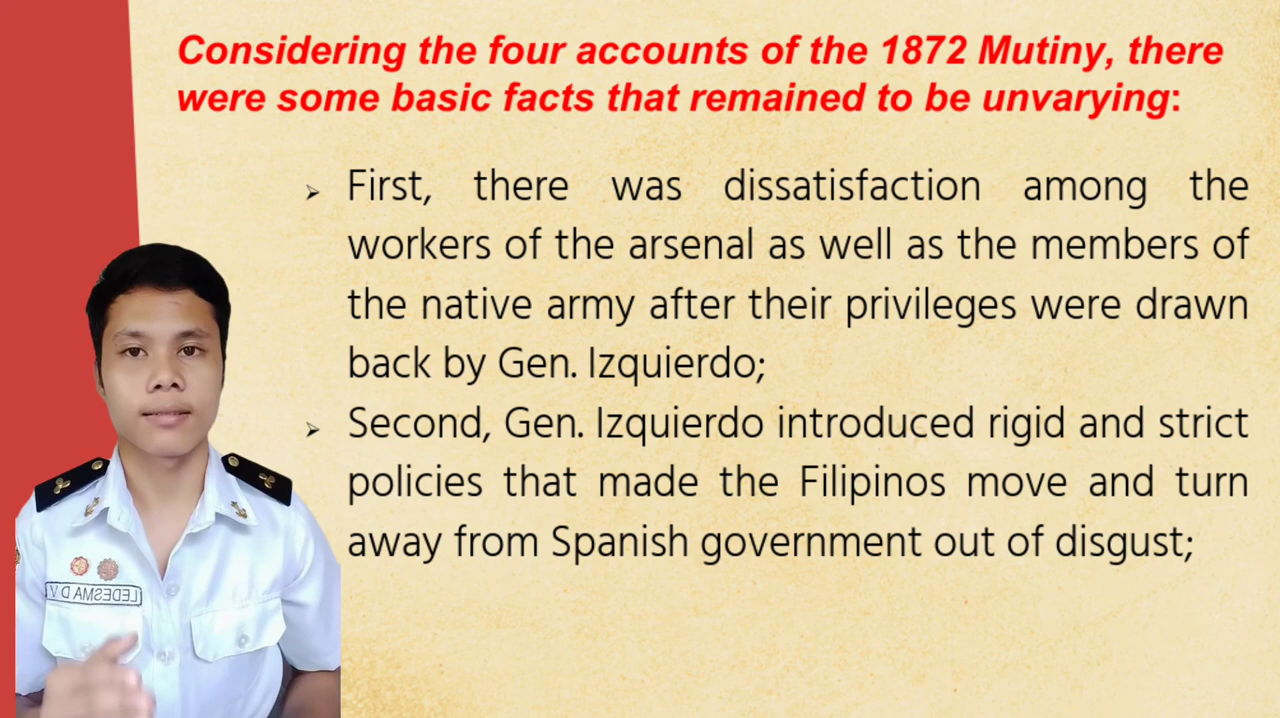 Considering the four accounts of the 1872 Mutiny, there
were some basic facts that remained to be unvarying:
➢ First, there was dissatisfaction among the
workers of the arsenal as well as the members of
the native army after their privileges were drawn
back by Gen. Izquierdo;
➢ Second, Gen. Izquierdo introduced rigid and strict
policies that made the Filipinos move and turn
away from Spanish government out of disgust;
LEDESMA D V